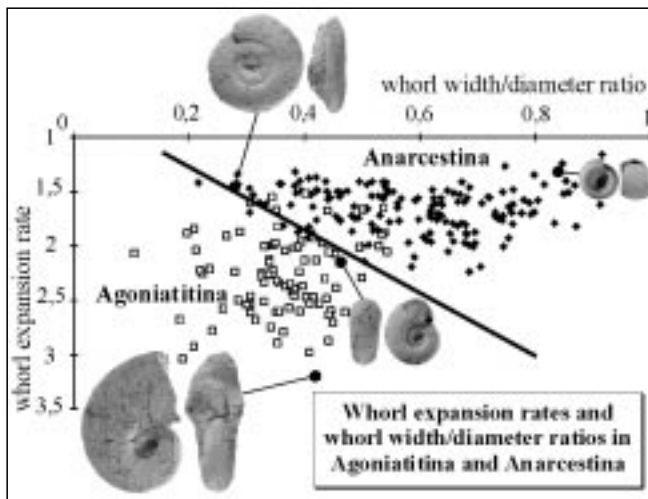 whorl width/diameter ratio
0 0,2 0,4 0,6 0,8 1
1
Anarcestina
1,5
2
Agoniatitina
2,5
3
3,5
whorl expansion rate
Whorl expansion rates and
whorl width/diameter ratios in
Agoniatitina and Anarcestina